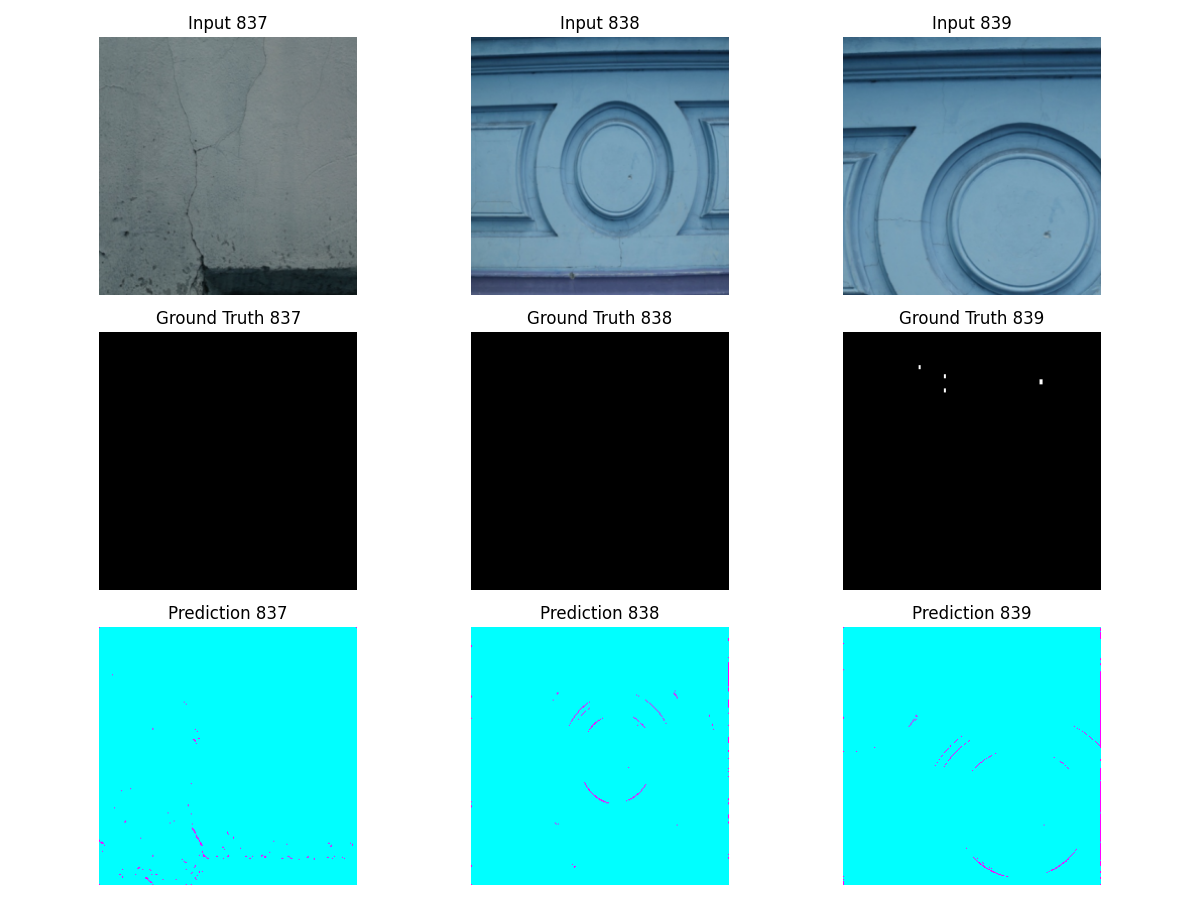 Input 837
Input 838
Input 839
Ground Truth 837
Ground Truth 838
Ground Truth 839
Prediction 837
Prediction 838
Prediction 839